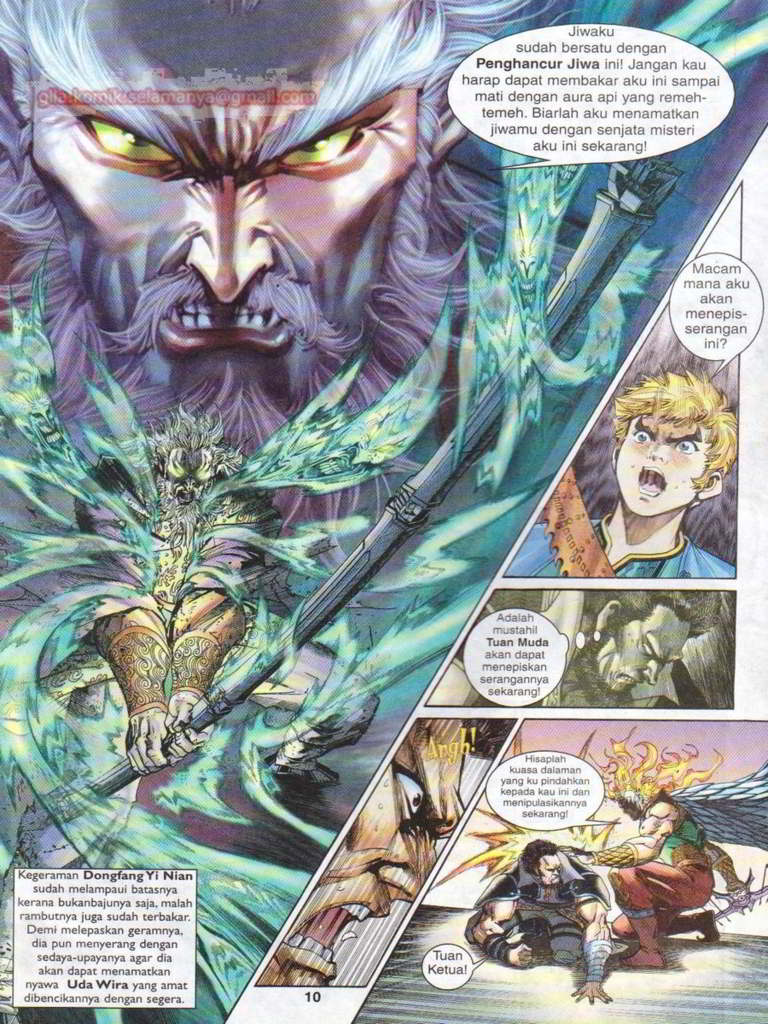 Jiwaku
sudah bersatu dengan
Penghancur Jiwa ini! Jangan kau
harap dapat membakar aku ini sampai
mati dengan aura api yang remeh-
temeh. Biarlah aku menamatkan
jiwamu dengan senjata misteri
aku ini sekarang!
gila-komik-selamanya@gmail.com
Macam
mana aku
akan
menepis-
serangan
ini?
Adalah
mustahil
Tuan Muda
akan dapat
menepiskan
serangannya
sekarang!
Argh!
Hisaplah
kuasa dalaman
yang ku pindahkan
kepada kau ini dan
menipulasikannya
sekarang!
Tuan
Ketua!
Kegeraman Dongfang Yi Nian
sudah melampaui batasnya
kerana bukanbajunya saja, malah
rambutnya juga sudah terbakar.
Demi melepaskan geramnya,
dia pun menyerang dengan
sedaya-upayanya agar dia
akan dapat menamatkan
nyawa Uda Wira yang amat
dibencikannya dengan segera.
10